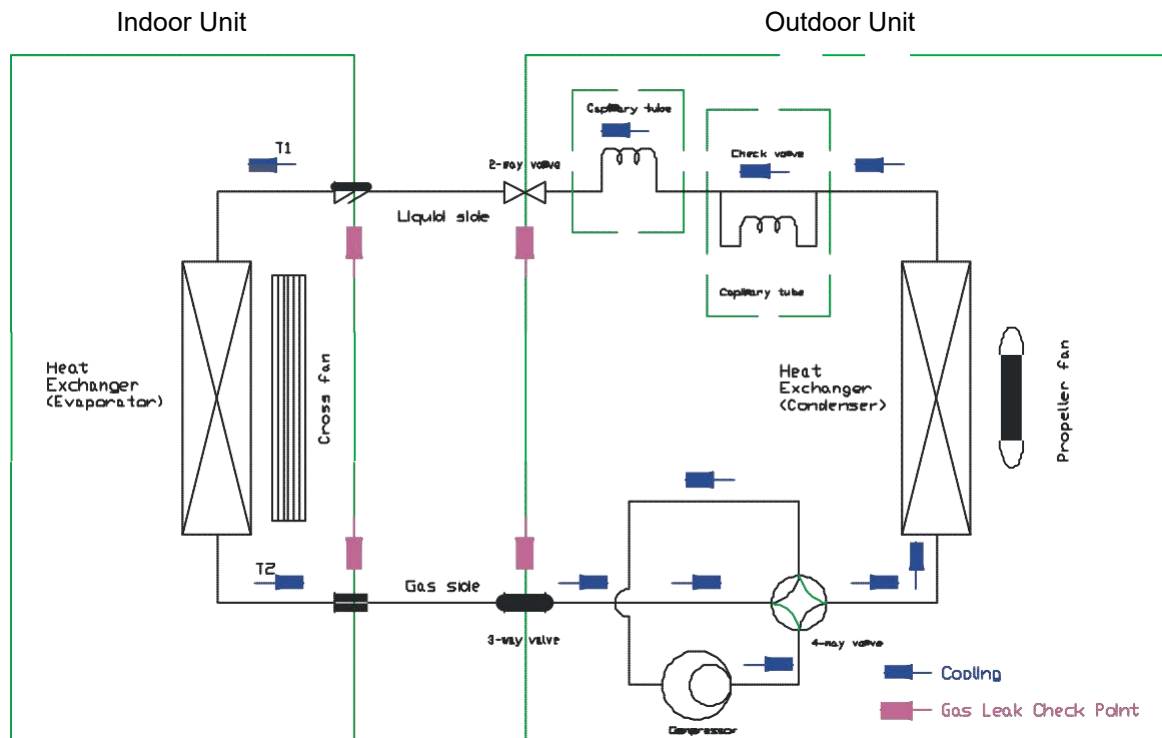 Indoor Unit
Outdoor Unit
Capillary tube
T1
2-way valve
Check valve
Liquid side
Capillary tube
Heat
Exchanger
(Evaporator)
Cross fan
Heat
Exchanger
(Condenser)
Propeller fan
T2
Gas side
3-way valve
4-way valve
Cooling
Gas Leak Check Point
Compressor